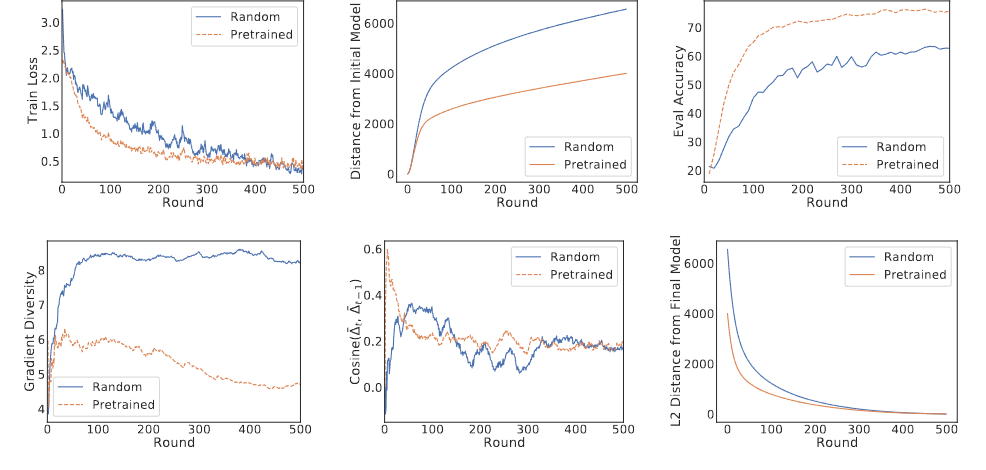 Train Loss
3.0
2.5
2.0
1.5
1.0
0.5
0 100 200 300 400 500
Round
Random
Pretrained
Distance from Initial Model
6000
4000
2000
0
0 100 200 300 400 500
Round
Random
Pretrained
Eval Accuracy
70
60
50
40
30
20
0 100 200 300 400 500
Round
Random
Pretrained
Gradient Diversity
8
7
6
5
4
0 100 200 300 400 500
Round
Random
Pretrained
Cosine(Δ̄ₜ, Δ̄ₜ₋₁)
0.6
0.4
0.2
0.0
0 100 200 300 400 500
Round
Random
Pretrained
L2 Distance from Final Model
6000
4000
2000
0
0 100 200 300 400 500
Round
Random
Pretrained